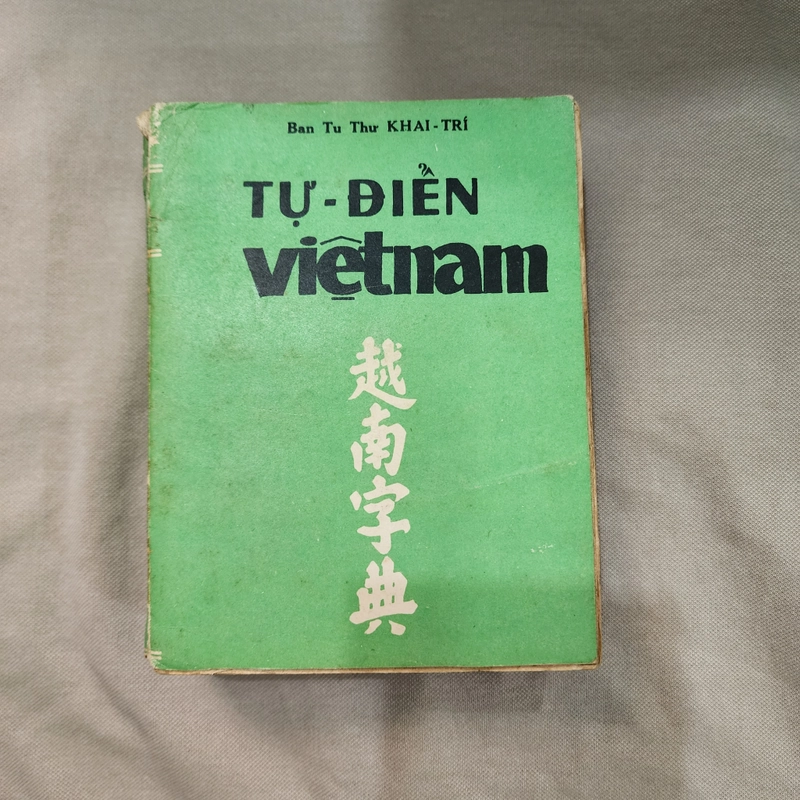 Ban Tu Thư KHAI-TRÍ
TỰ-ĐIỂN
việtnam
越南字典